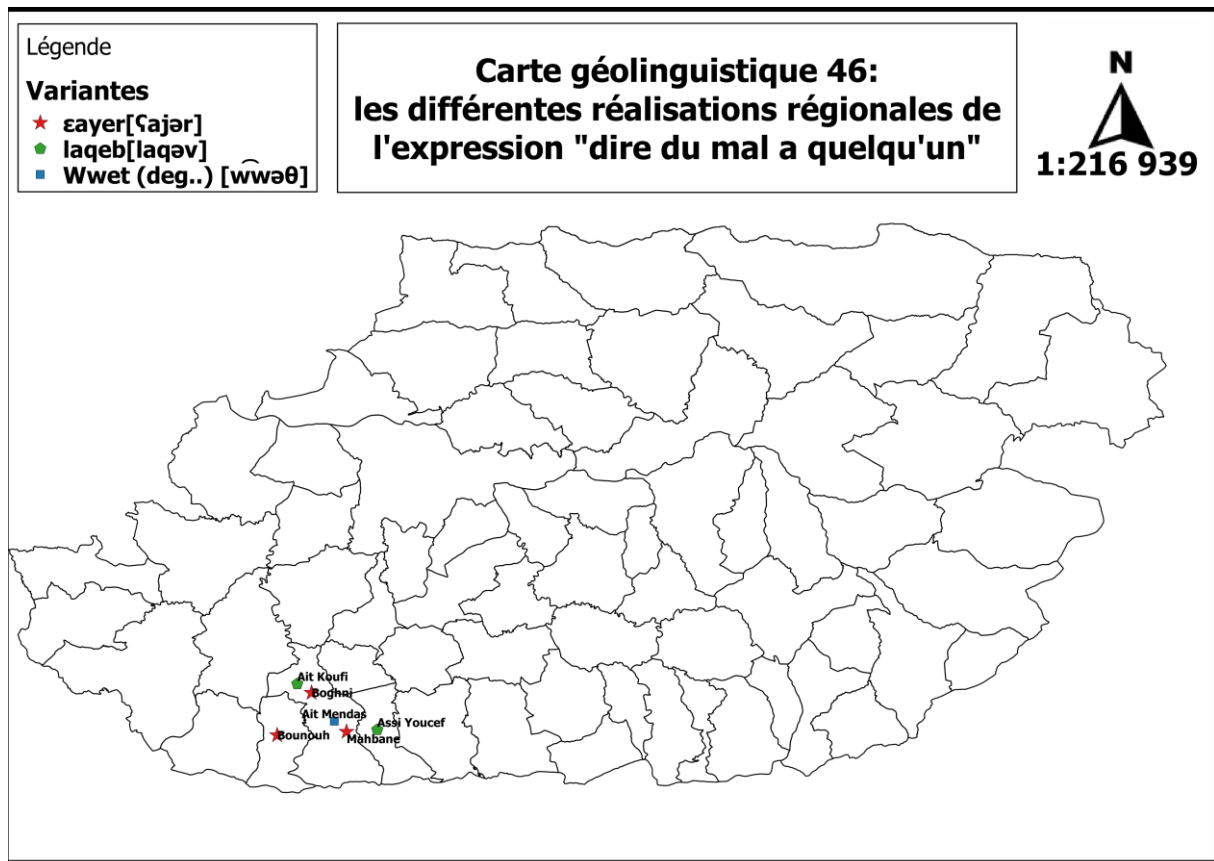 Légende
Variantes
εayer[ʕajər]
laqeb[laqəv]
Wwet (deg..) [w͡wəθ]
Carte géolinguistique 46:
les différentes réalisations régionales de
l'expression "dire du mal a quelqu'un"
N
1:216 939
Ait Koufi
Boghni
Ait Mendas
Assi Youcef
Bounouh
Mahbane